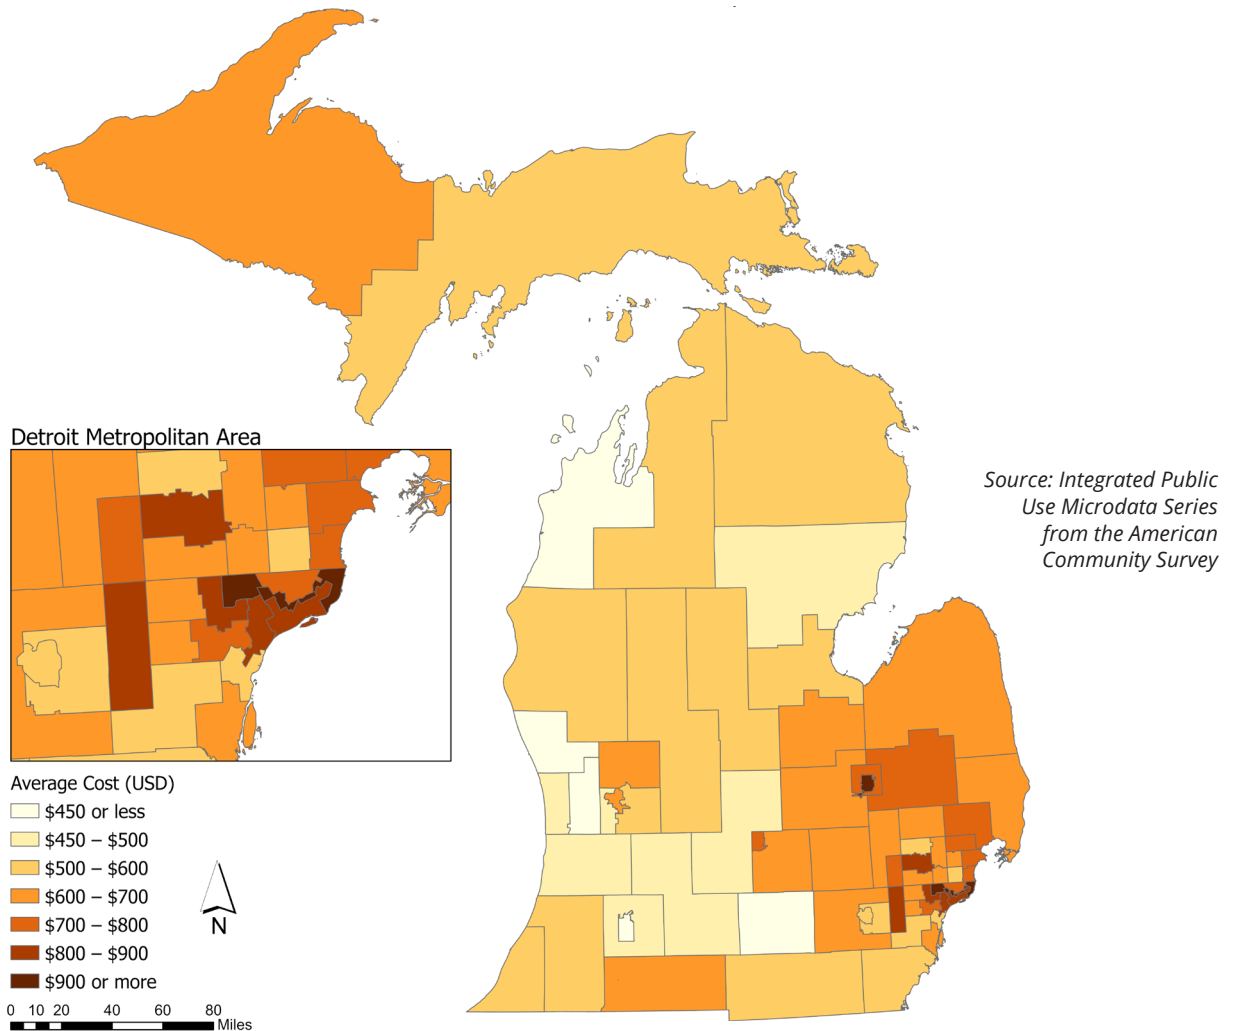 Detroit Metropolitan Area
Source: Integrated Public
Use Microdata Series
from the American
Community Survey
Average Cost (USD)
$450 or less
$450 – $500
$500 – $600
$600 – $700
$700 – $800
$800 – $900
$900 or more
N
0 10 20 40 60 80
Miles